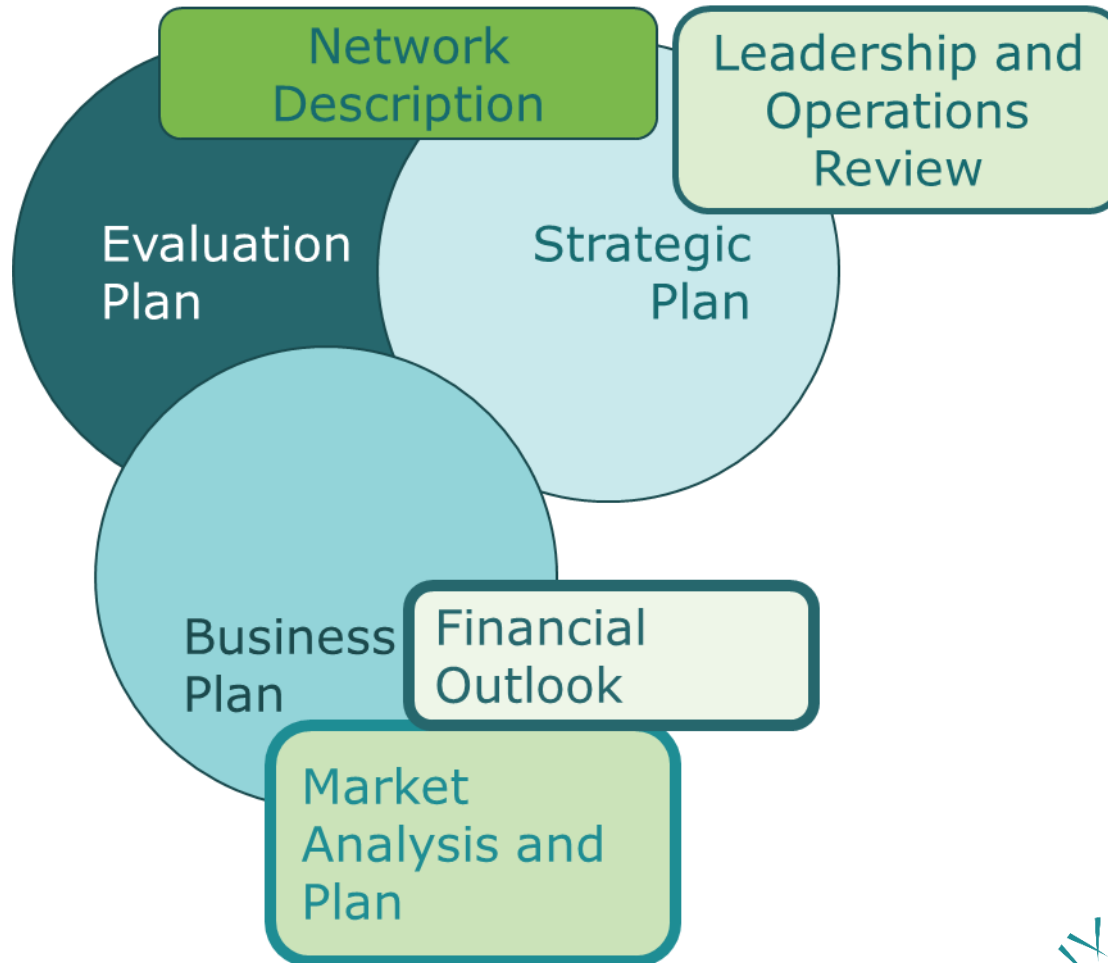 Network
Description
Leadership and
Operations
Review
Evaluation
Plan
Strategic
Plan
Business
Plan
Financial
Outlook
Market
Analysis and
Plan